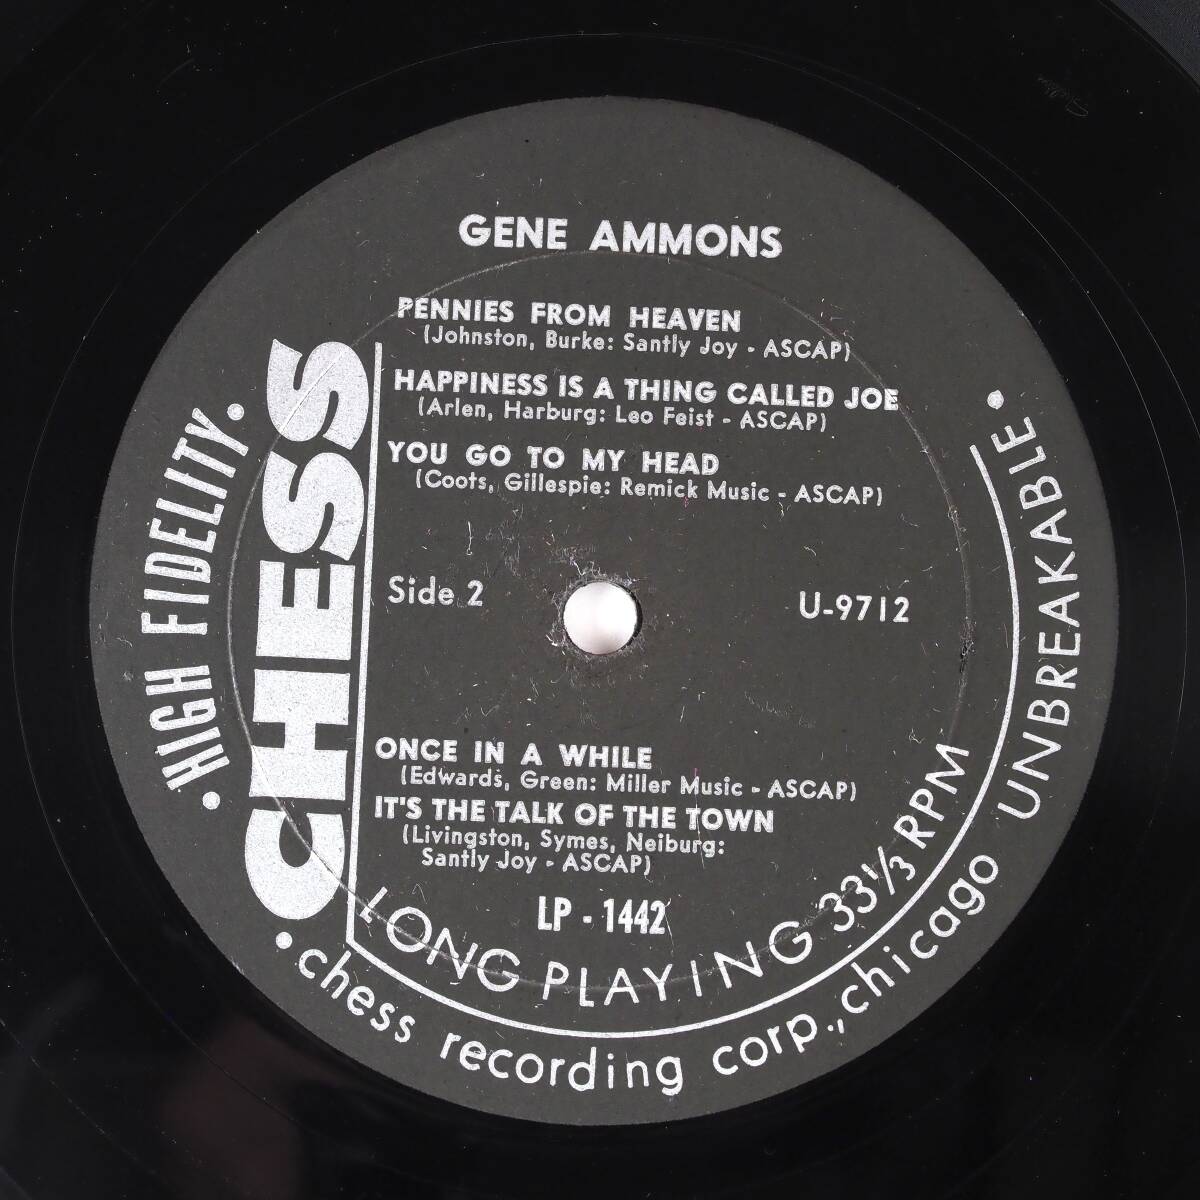 GENE AMMONS
PENNIES FROM HEAVEN
(Johnston, Burke: Santly Joy - ASCAP)
HAPPINESS IS A THING CALLED JOE
(Arlen, Harburg: Leo Feist - ASCAP)
YOU GO TO MY HEAD
(Coots, Gillespie: Remick Music - ASCAP)
Side 2
U-9712
ONCE IN A WHILE
(Edwards, Green: Miller Music - ASCAP)
IT'S THE TALK OF THE TOWN
(Livingston, Symes, Neiburg:
Santly Joy - ASCAP)
LP - 1442
CHESS
• HIGH FIDELITY •
LONG PLAYING 33⅓ RPM
• chess recording corp., chicago UNBREAKABLE •